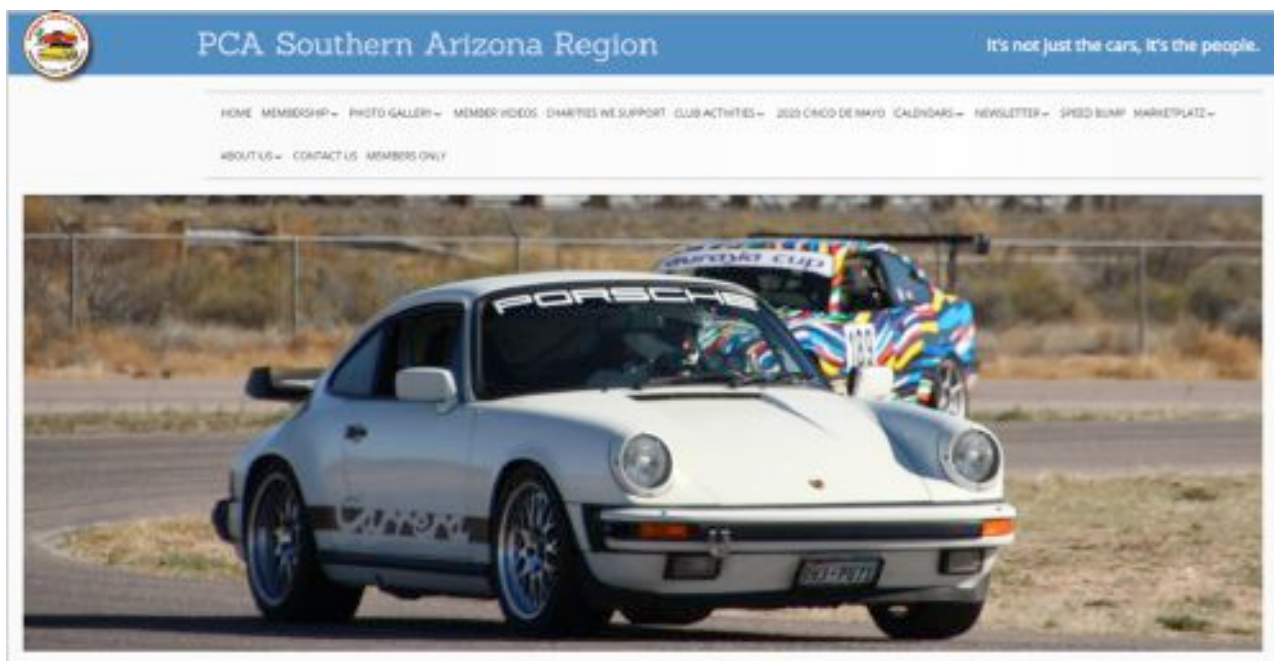 PCA Southern Arizona Region
It's not just the cars, it's the people.
HOME MEMBERSHIP PHOTO GALLERY MEMBER VIDEOS CHARITIES WE SUPPORT CLUB ACTIVITIES 2020 CINCO DE MAYO CALENDARS NEWSLETTER SPEED BUMP MARKETPLATZ
ABOUT US CONTACT US MEMBERS ONLY
PORSCHE
eurasia cup
Carrera